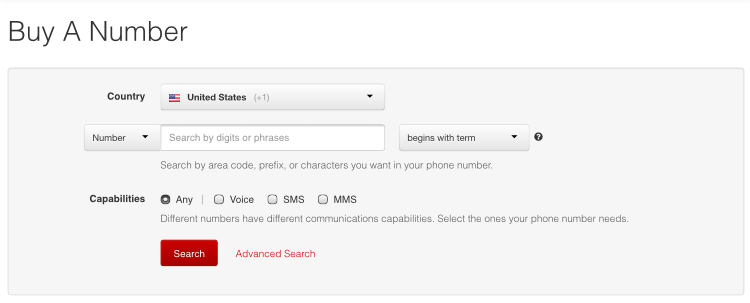 Buy A Number
Country United States (+1)
Number Search by digits or phrases begins with term ?
Search by area code, prefix, or characters you want in your phone number.
Capabilities Any | Voice SMS MMS
Different numbers have different communications capabilities. Select the ones your phone number needs.
Search Advanced Search